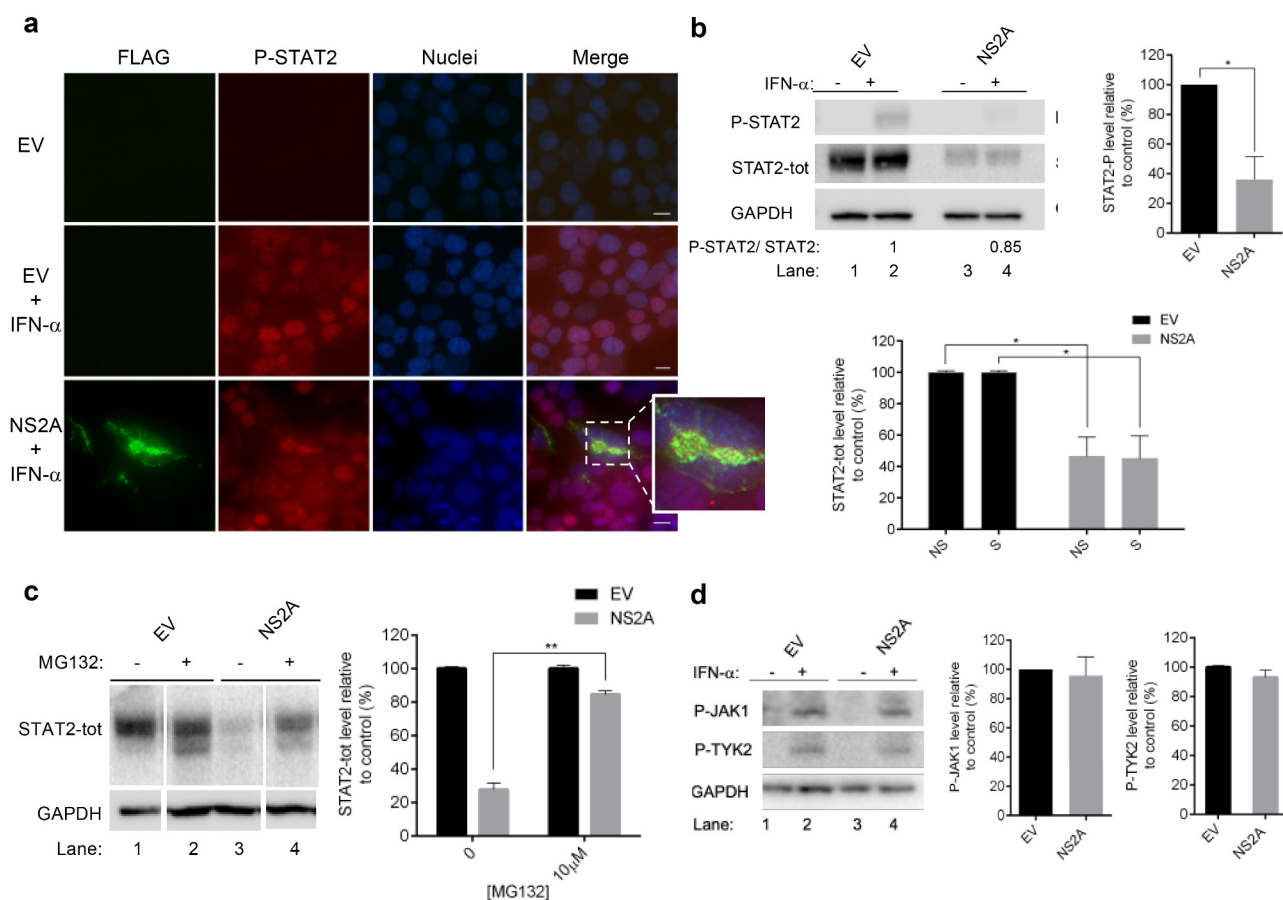 a
FLAG P-STAT2 Nuclei Merge
EV
EV
+
IFN-α
NS2A
+
IFN-α
b
EV NS2A
IFN-α: - + - +
P-STAT2
STAT2-tot
GAPDH
P-STAT2/ STAT2: 1 0.85
Lane: 1 2 3 4
STAT2-P level relative
to control (%)
120
100
80
60
40
20
0
*
EV NS2A
EV
NS2A
STAT2-tot level relative
to control (%)
120
100
80
60
40
20
0
*
*
NS S NS S
c
EV NS2A
MG132: - + - +
STAT2-tot
GAPDH
Lane: 1 2 3 4
EV
NS2A
STAT2-tot level relative
to control (%)
120
100
80
60
40
20
0
**
0 10µM
[MG132]
d
EV NS2A
IFN-α: - + - +
P-JAK1
P-TYK2
GAPDH
Lane: 1 2 3 4
P-JAK1 level relative
to control (%)
120
100
80
60
40
20
0
EV NS2A
P-TYK2 level relative
to control (%)
120
100
80
60
40
20
0
EV NS2A